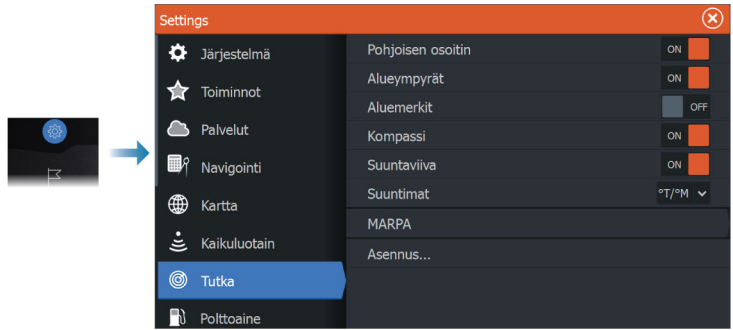 Settings
Järjestelmä
Toiminnot
Palvelut
Navigointi
Kartta
Kaikuluotain
Tutka
Polttoaine
Pohjoisen osoitin ON
Alueympyrät ON
Aluemerkit OFF
Kompassi ON
Suuntaviiva ON
Suuntimat °T/°M
MARPA
Asennus...